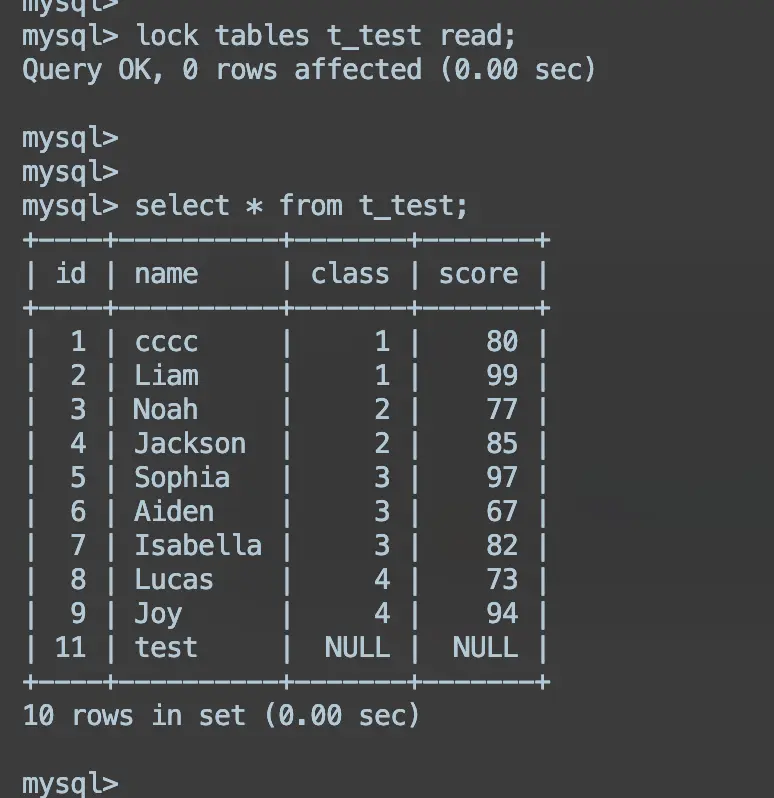 mysql>
mysql> lock tables t_test read;
Query OK, 0 rows affected (0.00 sec)
mysql>
mysql>
mysql> select * from t_test;
+----+----------+-------+-------+
| id | name     | class | score |
+----+----------+-------+-------+
|  1 | cccc     |     1 |    80 |
|  2 | Liam     |     1 |    99 |
|  3 | Noah     |     2 |    77 |
|  4 | Jackson  |     2 |    85 |
|  5 | Sophia   |     3 |    97 |
|  6 | Aiden    |     3 |    67 |
|  7 | Isabella |     3 |    82 |
|  8 | Lucas    |     4 |    73 |
|  9 | Joy      |     4 |    94 |
| 11 | test     |  NULL |  NULL |
+----+----------+-------+-------+
10 rows in set (0.00 sec)
mysql>